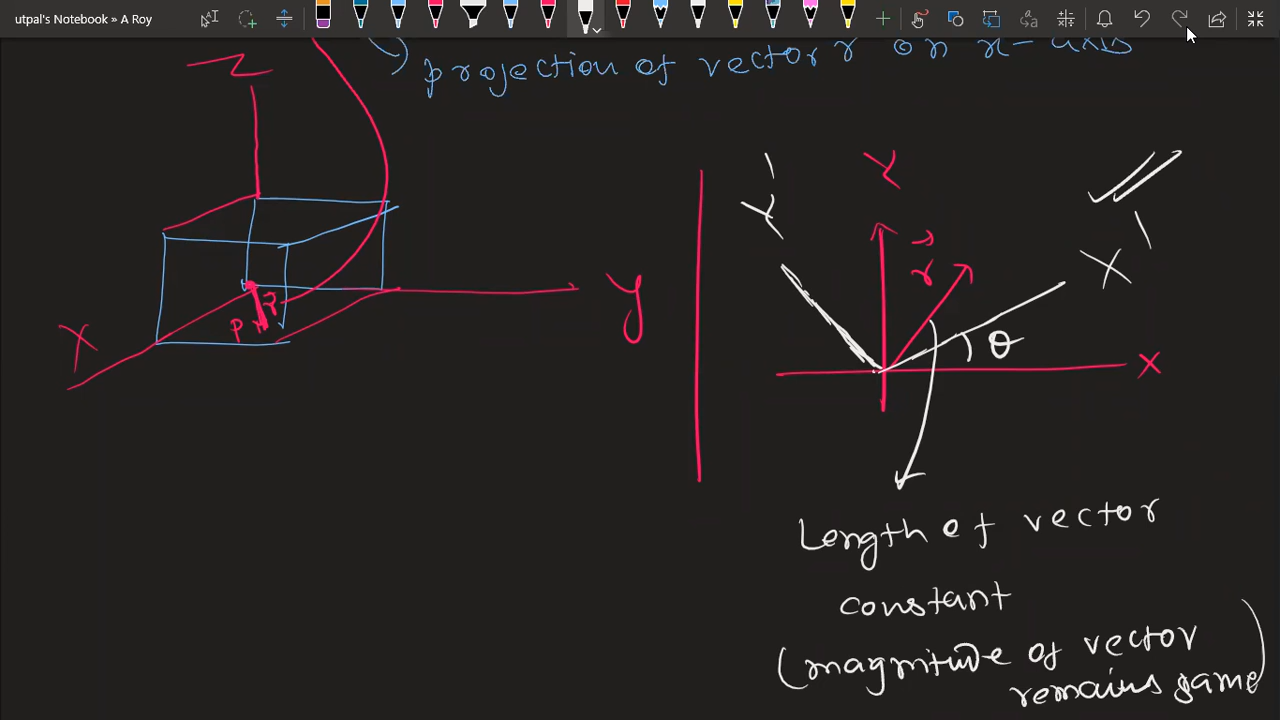 utpal's Notebook » A Roy
projection of vector r on x-axis
Z
Y
X
P
r
Y'
Y
r
X'
θ
X
Length of vector
constant
(magnitude of vector
remains same)